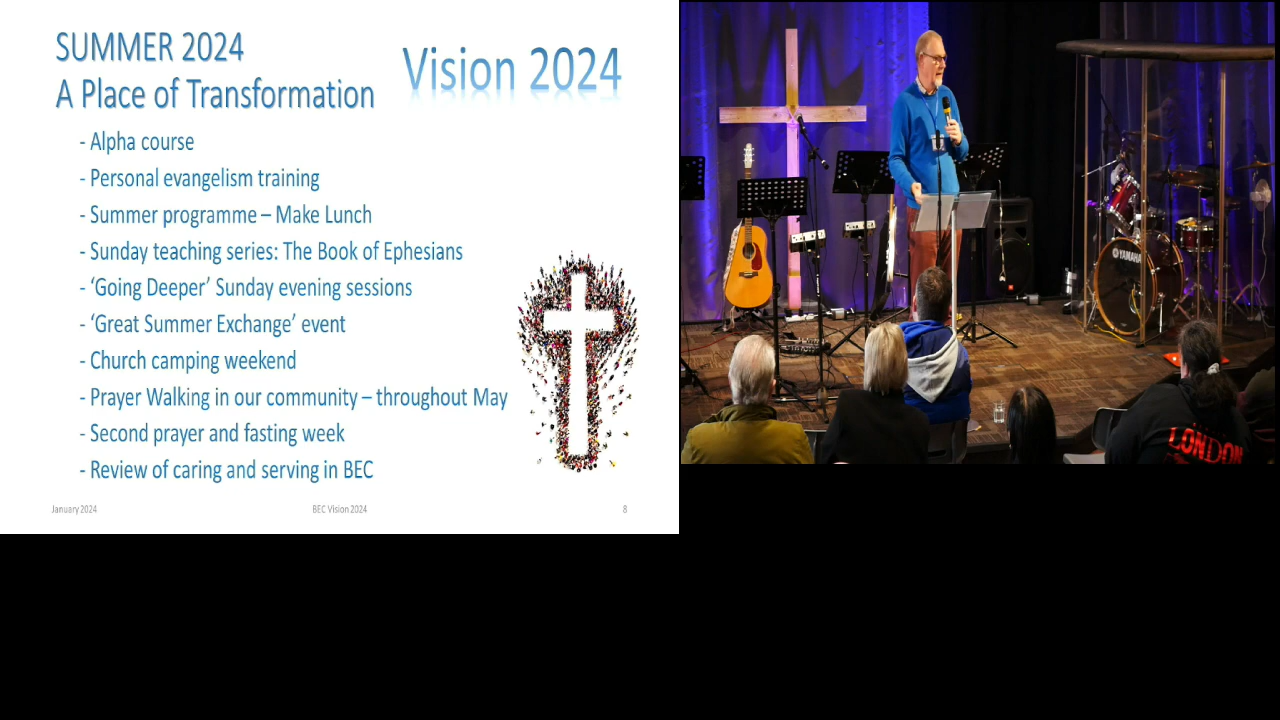 SUMMER 2024
A Place of Transformation
Vision 2024
- Alpha course
- Personal evangelism training
- Summer programme – Make Lunch
- Sunday teaching series: The Book of Ephesians
- ‘Going Deeper’ Sunday evening sessions
- ‘Great Summer Exchange’ event
- Church camping weekend
- Prayer Walking in our community – throughout May
- Second prayer and fasting week
- Review of caring and serving in BEC
January 2024
BEC Vision 2024
8
YAMAHA
LONDON